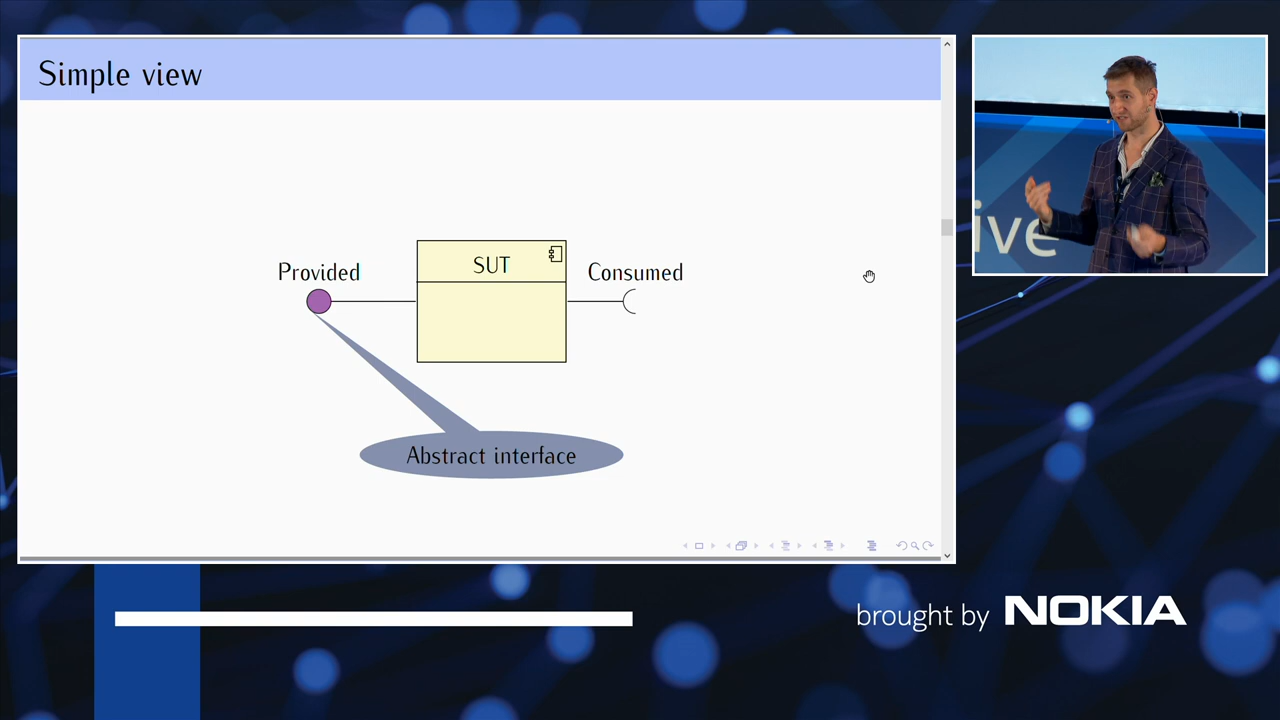 Simple view
Provided
SUT
Consumed
Abstract interface
ive
brought by NOKIA